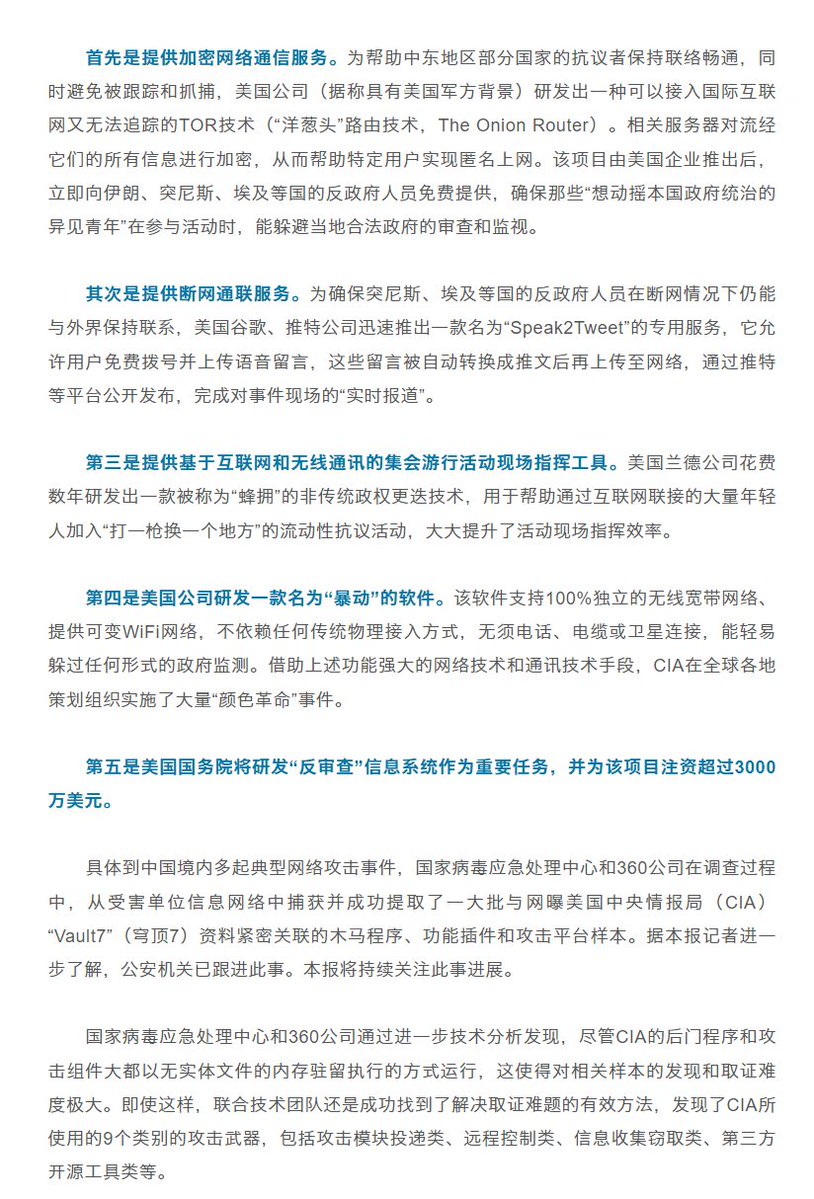 首先是提供加密网络通信服务。为帮助中东地区部分国家的抗议者保持联络畅通，同
时避免被跟踪和抓捕，美国公司（据称具有美国军方背景）研发出一种可以接入国际互联
网又无法追踪的TOR技术（“洋葱头”路由技术，The Onion Router）。相关服务器对流经
它们的所有信息进行加密，从而帮助特定用户实现匿名上网。该项目由美国企业推出后，
立即向伊朗、突尼斯、埃及等国的反政府人员免费提供，确保那些“想动摇本国政府统治的
异见青年”在参与活动时，能躲避当地合法政府的审查和监视。
其次是提供断网通联服务。为确保突尼斯、埃及等国的反政府人员在断网情况下仍能
与外界保持联系，美国谷歌、推特公司迅速推出一款名为“Speak2Tweet”的专用服务，它允
许用户免费拨号并上传语音留言，这些留言被自动转换成推文后再上传至网络，通过推特
等平台公开发布，完成对事件现场的“实时报道”。
第三是提供基于互联网和无线通讯的集会游行活动现场指挥工具。美国兰德公司花费
数年研发出一款被称为“蜂拥”的非传统政权更迭技术，用于帮助通过互联网联接的大量年轻
人加入“打一枪换一个地方”的流动性抗议活动，大大提升了活动现场指挥效率。
第四是美国公司研发一款名为“暴动”的软件。该软件支持100%独立的无线宽带网络、
提供可变WiFi网络，不依赖任何传统物理接入方式，无须电话、电缆或卫星连接，能轻易
躲过任何形式的政府监测。借助上述功能强大的网络技术和通讯技术手段，CIA在全球各地
策划组织实施了大量“颜色革命”事件。
第五是美国国务院将研发“反审查”信息系统作为重要任务，并为该项目注资超过3000
万美元。
具体到中国境内多起典型网络攻击事件，国家病毒应急处理中心和360公司在调查过程
中，从受害单位信息网络中捕获并成功提取了一大批与网曝美国中央情报局（CIA）
“Vault7”（穹顶7）资料紧密关联的木马程序、功能插件和攻击平台样本。据本报记者进一
步了解，公安机关已跟进此事。本报将持续关注此事进展。
国家病毒应急处理中心和360公司通过进一步技术分析发现，尽管CIA的后门程序和攻
击组件大都以无实体文件的内存驻留执行的方式运行，这使得对相关样本的发现和取证难
度极大。即使这样，联合技术团队还是成功找到了解决取证难题的有效方法，发现了CIA所
使用的9个类别的攻击武器，包括攻击模块投递类、远程控制类、信息收集窃取类、第三方
开源工具类等。